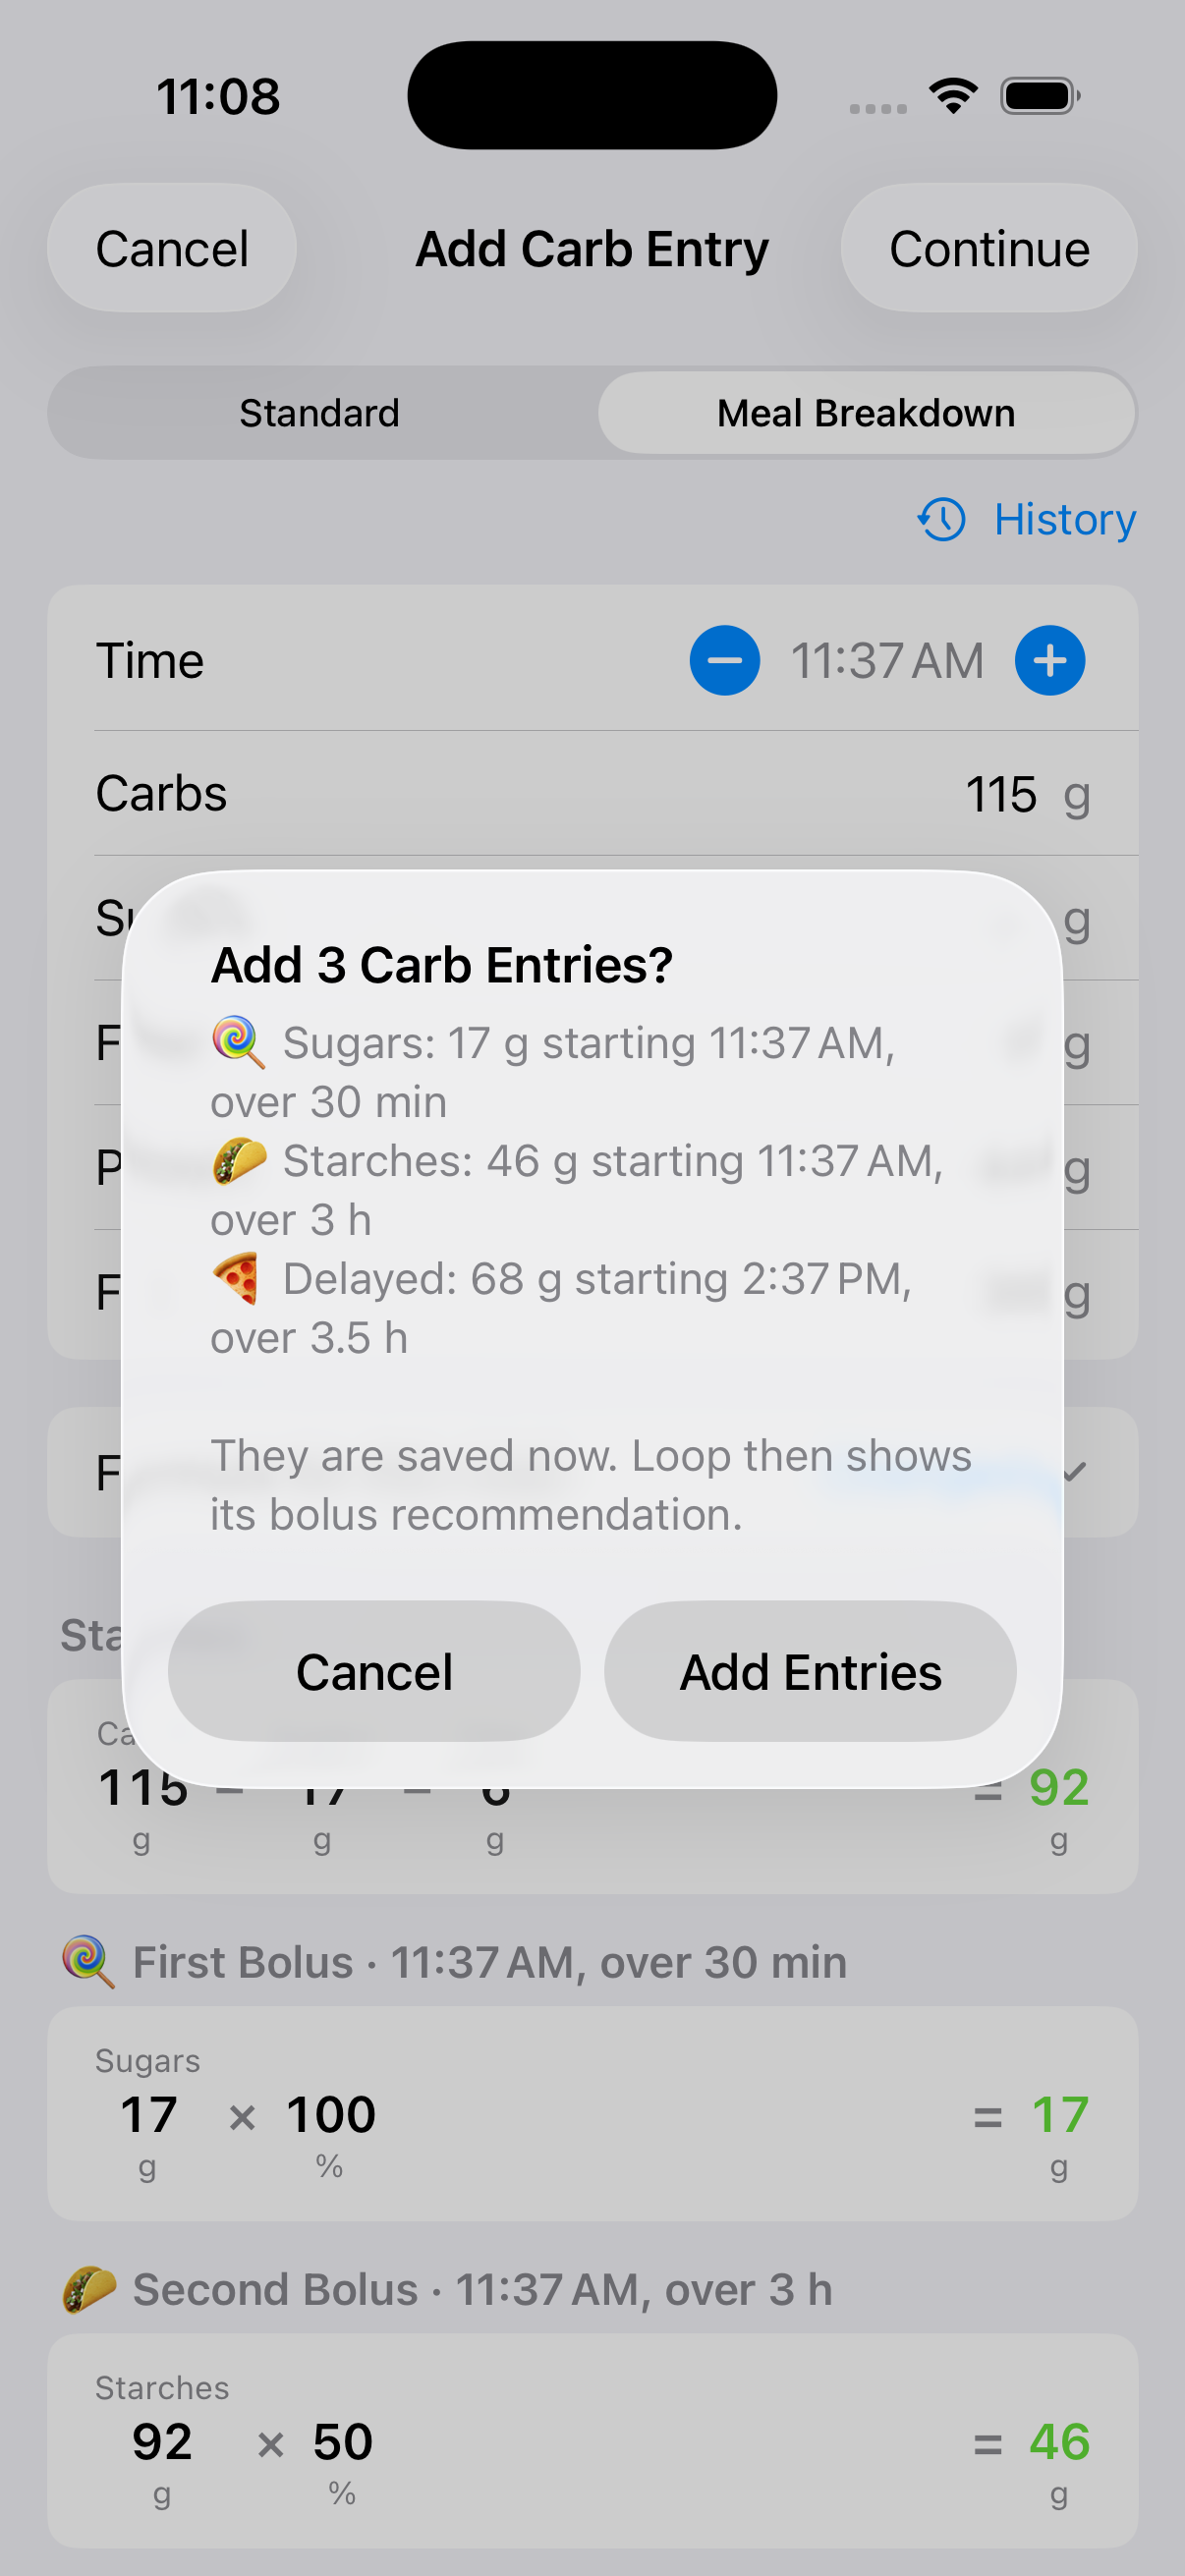 11:08
Cancel
Add Carb Entry
Continue
Standard
Meal Breakdown
History
Time
11:37 AM
Carbs
115 g
g
g
g
g
Add 3 Carb Entries?
Sugars: 17 g starting 11:37 AM,
over 30 min
Starches: 46 g starting 11:37 AM,
over 3 h
Delayed: 68 g starting 2:37 PM,
over 3.5 h
They are saved now. Loop then shows
its bolus recommendation.
Cancel
Add Entries
115 − 17 − 6 = 92
g g g g
First Bolus · 11:37 AM, over 30 min
Sugars
17 × 100 = 17
g % g
Second Bolus · 11:37 AM, over 3 h
Starches
92 × 50 = 46
g % g